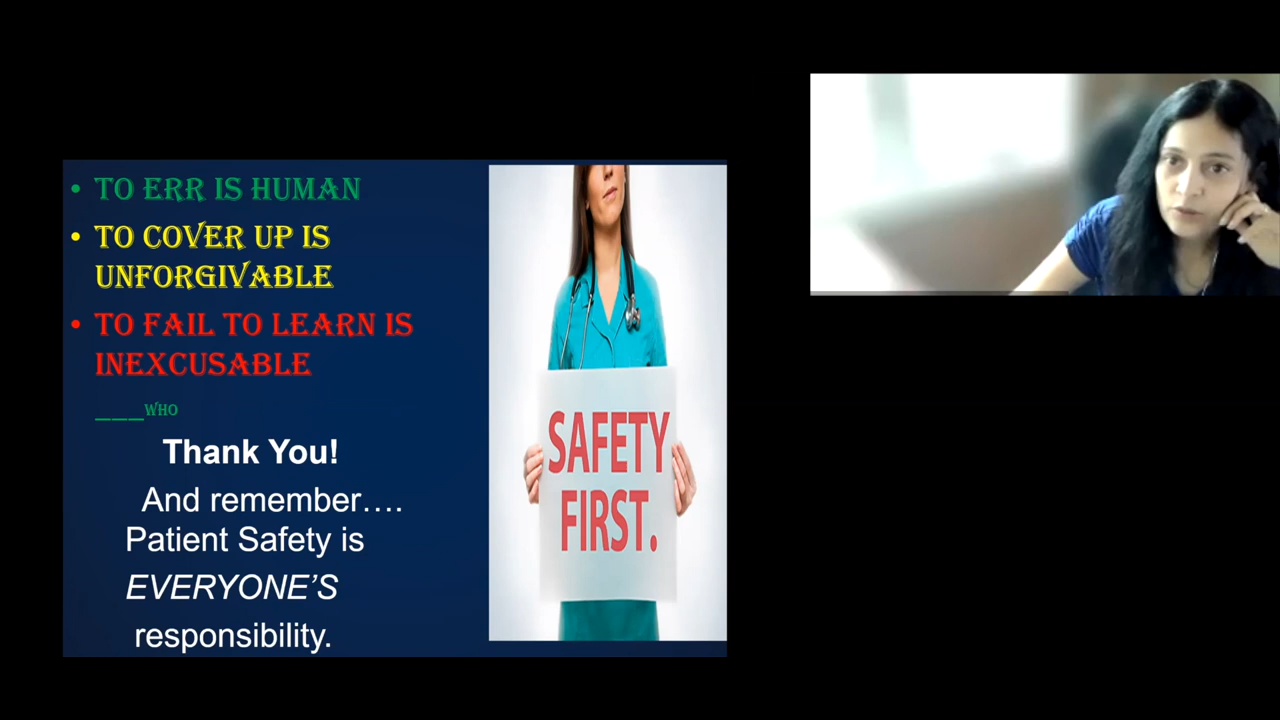 • TO ERR IS HUMAN
• TO COVER UP IS
UNFORGIVABLE
• TO FAIL TO LEARN IS
INEXCUSABLE
___WHO
Thank You!
And remember….
Patient Safety is
EVERYONE’S
responsibility.
SAFETY
FIRST.